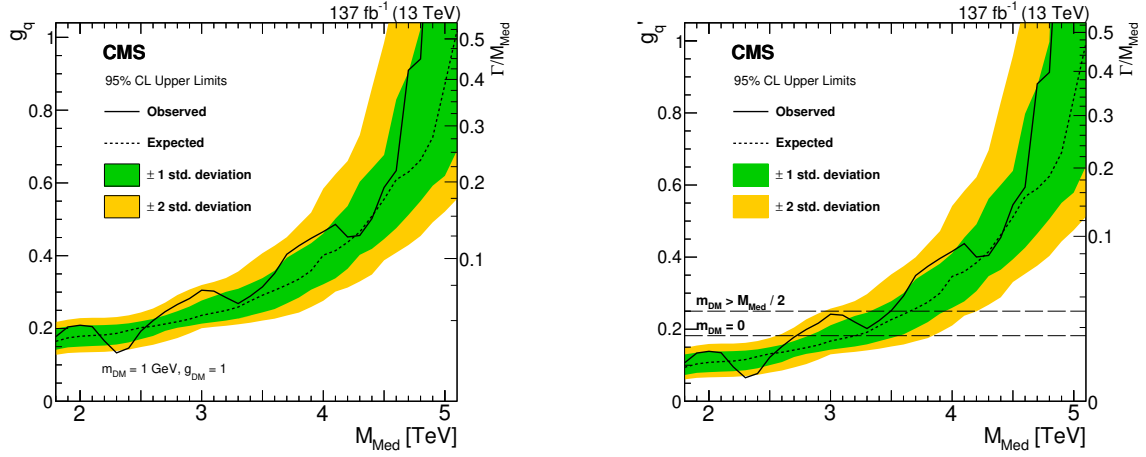 137 fb⁻¹ (13 TeV)
g_q
Γ/M_Med
CMS
95% CL Upper Limits
Observed
Expected
± 1 std. deviation
± 2 std. deviation
m_DM = 1 GeV, g_DM = 1
1
0.8
0.6
0.4
0.2
0
0.5
0.4
0.3
0.2
0.1
2 3 4 5
M_Med [TeV]
137 fb⁻¹ (13 TeV)
g_q'
Γ/M_Med
CMS
95% CL Upper Limits
Observed
Expected
± 1 std. deviation
± 2 std. deviation
m_DM > M_Med / 2
m_DM = 0
1
0.8
0.6
0.4
0.2
0
0.5
0.4
0.3
0.2
0.1
0
2 3 4 5
M_Med [TeV]